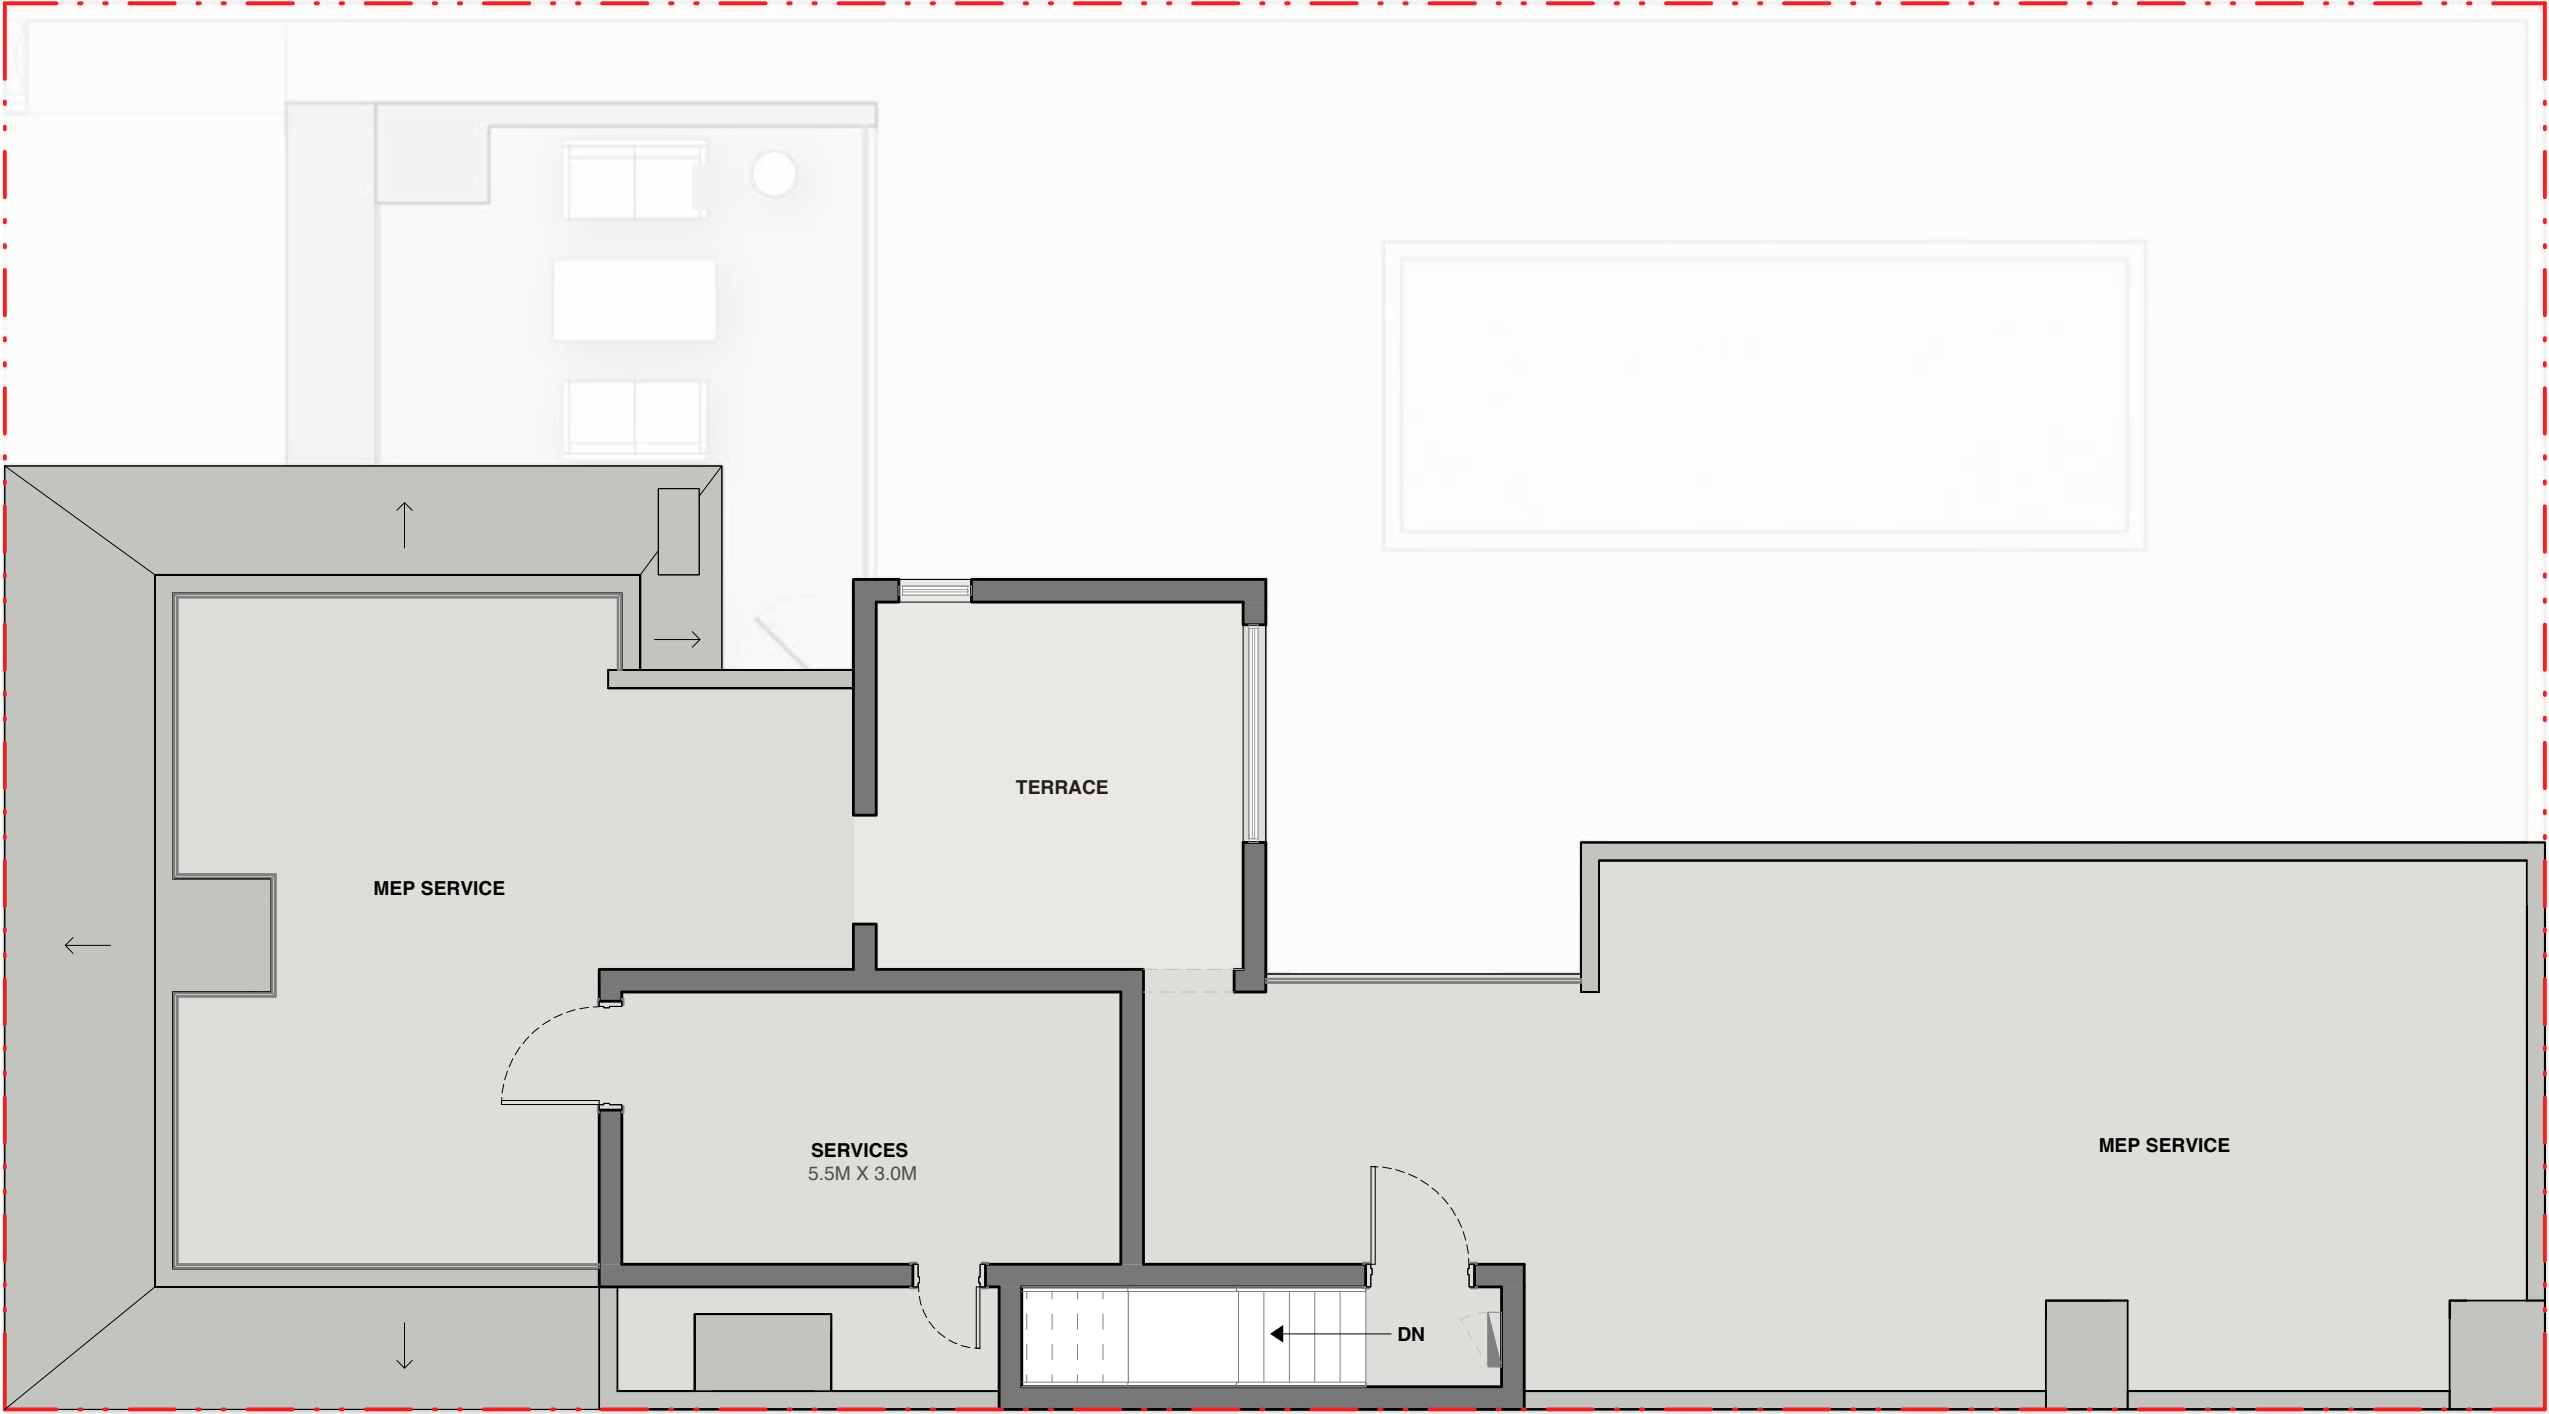 TERRACE
MEP SERVICE
MEP SERVICE
SERVICES
5.5M X 3.0M
DN